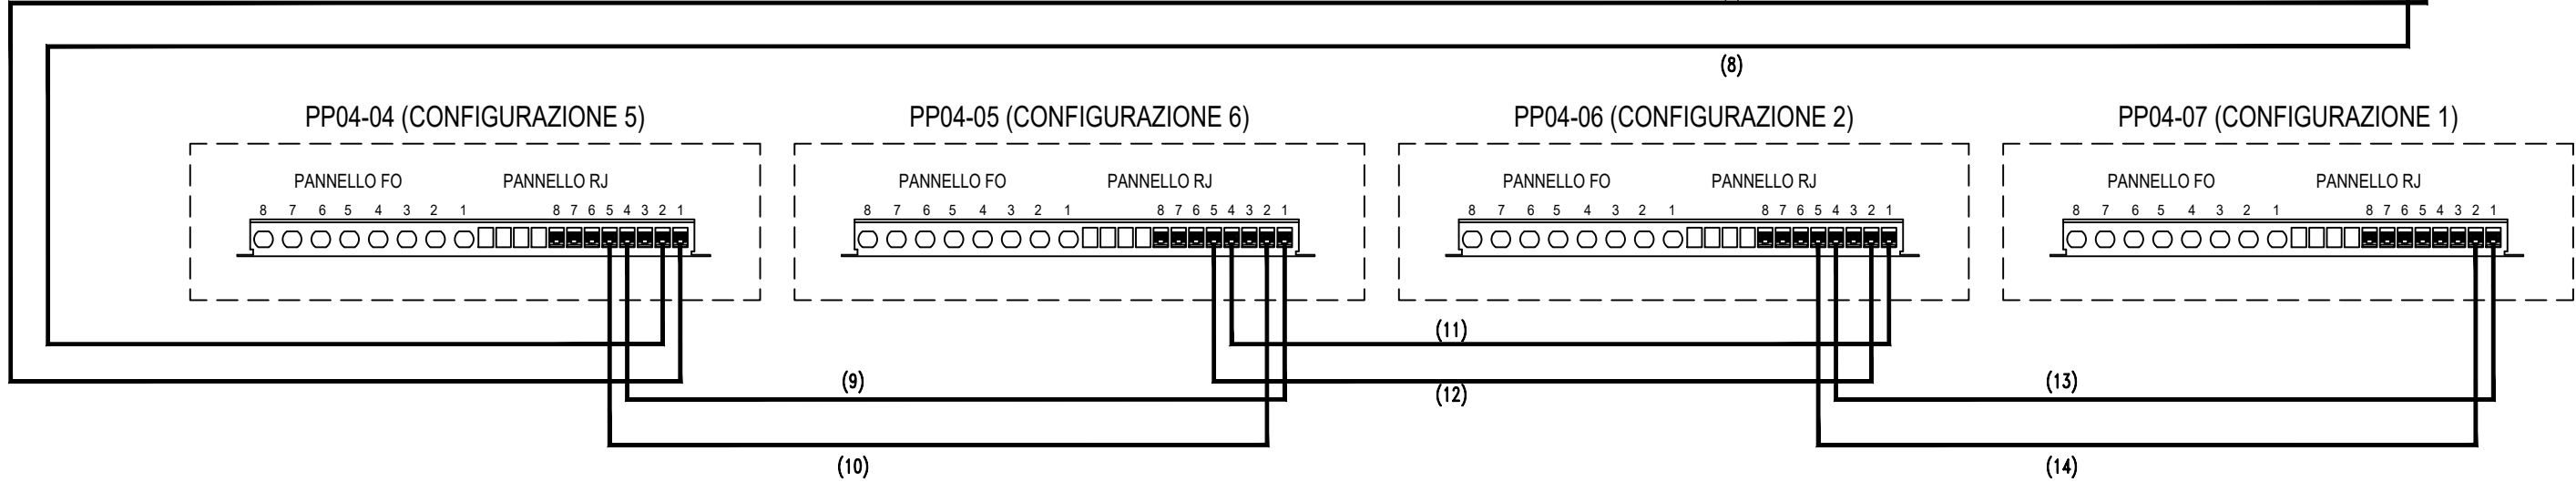 (8)
PP04-04 (CONFIGURAZIONE 5) PP04-05 (CONFIGURAZIONE 6) PP04-06 (CONFIGURAZIONE 2) PP04-07 (CONFIGURAZIONE 1)
PANNELLO FO PANNELLO RJ PANNELLO FO PANNELLO RJ PANNELLO FO PANNELLO RJ PANNELLO FO PANNELLO RJ
8 7 6 5 4 3 2 1 8 7 6 5 4 3 2 1 8 7 6 5 4 3 2 1 8 7 6 5 4 3 2 1 8 7 6 5 4 3 2 1 8 7 6 5 4 3 2 1 8 7 6 5 4 3 2 1 8 7 6 5 4 3 2 1
(11)
(9) (13)
(12)
(10) (14)